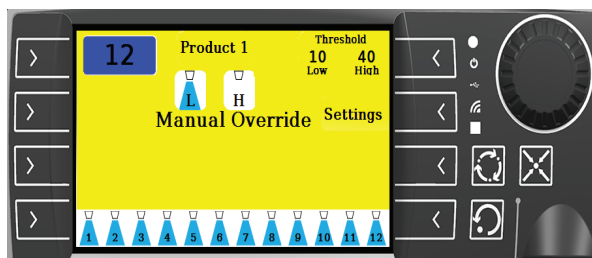 12
Product 1
Threshold
10 40
Low High
L H
Manual Override
Settings
1 2 3 4 5 6 7 8 9 10 11 12